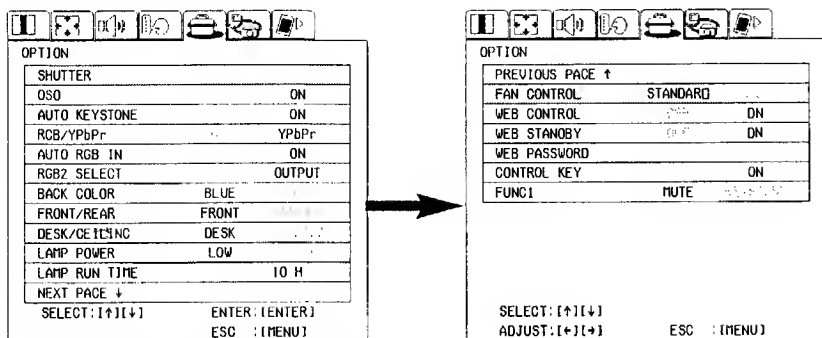 OPTION
SHUTTER
OSD ON
AUTO KEYSTONE ON
RGB/YPbPr YPbPr
AUTO RGB IN ON
RGB2 SELECT OUTPUT
BACK COLOR BLUE
FRONT/REAR FRONT
DESK/CEILING DESK
LAMP POWER LOW
LAMP RUN TIME 10 H
NEXT PAGE ↓
SELECT:[↑][↓] ENTER:[ENTER]
ESC :[MENU]
OPTION
PREVIOUS PAGE ↑
FAN CONTROL STANDARD
WEB CONTROL ON
WEB STANDBY ON
WEB PASSWORD
CONTROL KEY ON
FUNC1 MUTE
SELECT:[↑][↓]
ADJUST:[←][→] ESC :[MENU]